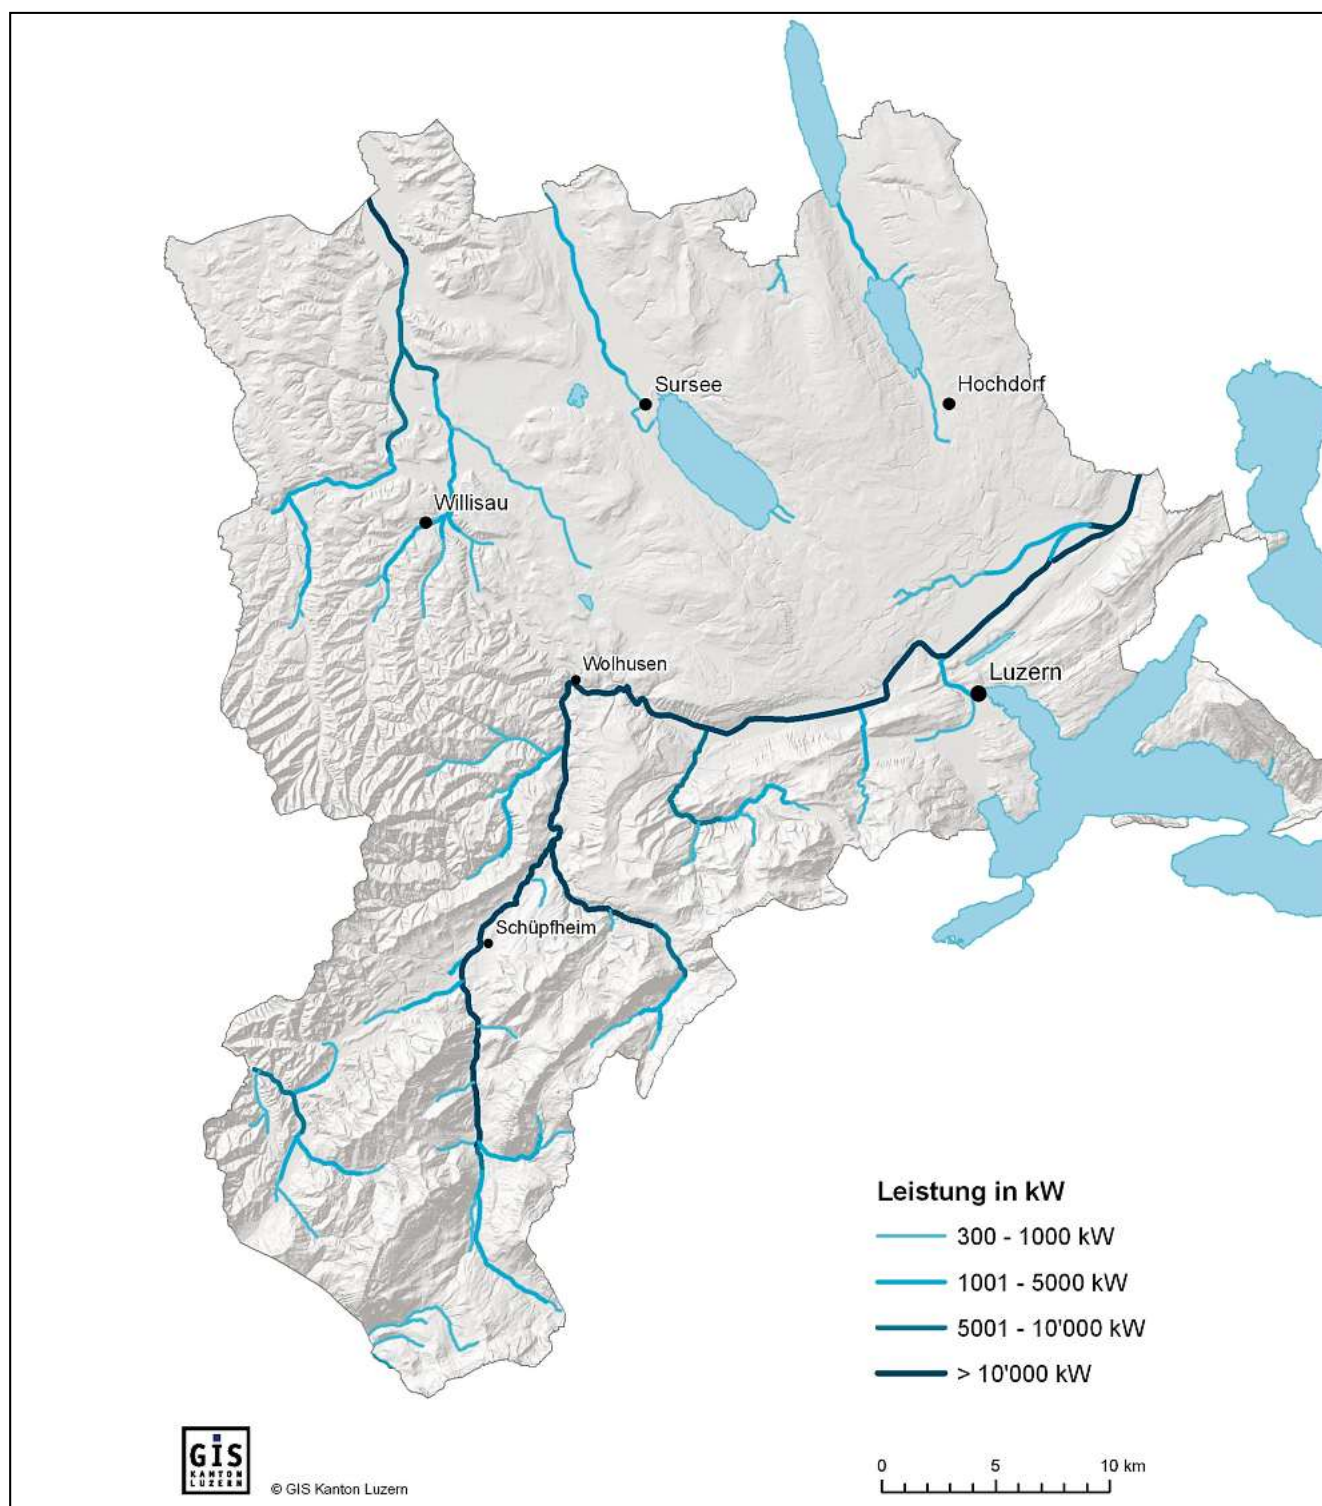 Sursee
Hochdorf
Willisau
Wolhusen
Luzern
Schüpfheim
Leistung in kW
300 - 1000 kW
1001 - 5000 kW
5001 - 10'000 kW
> 10'000 kW
GIS
KANTON
LUZERN
© GIS Kanton Luzern
0 5 10 km